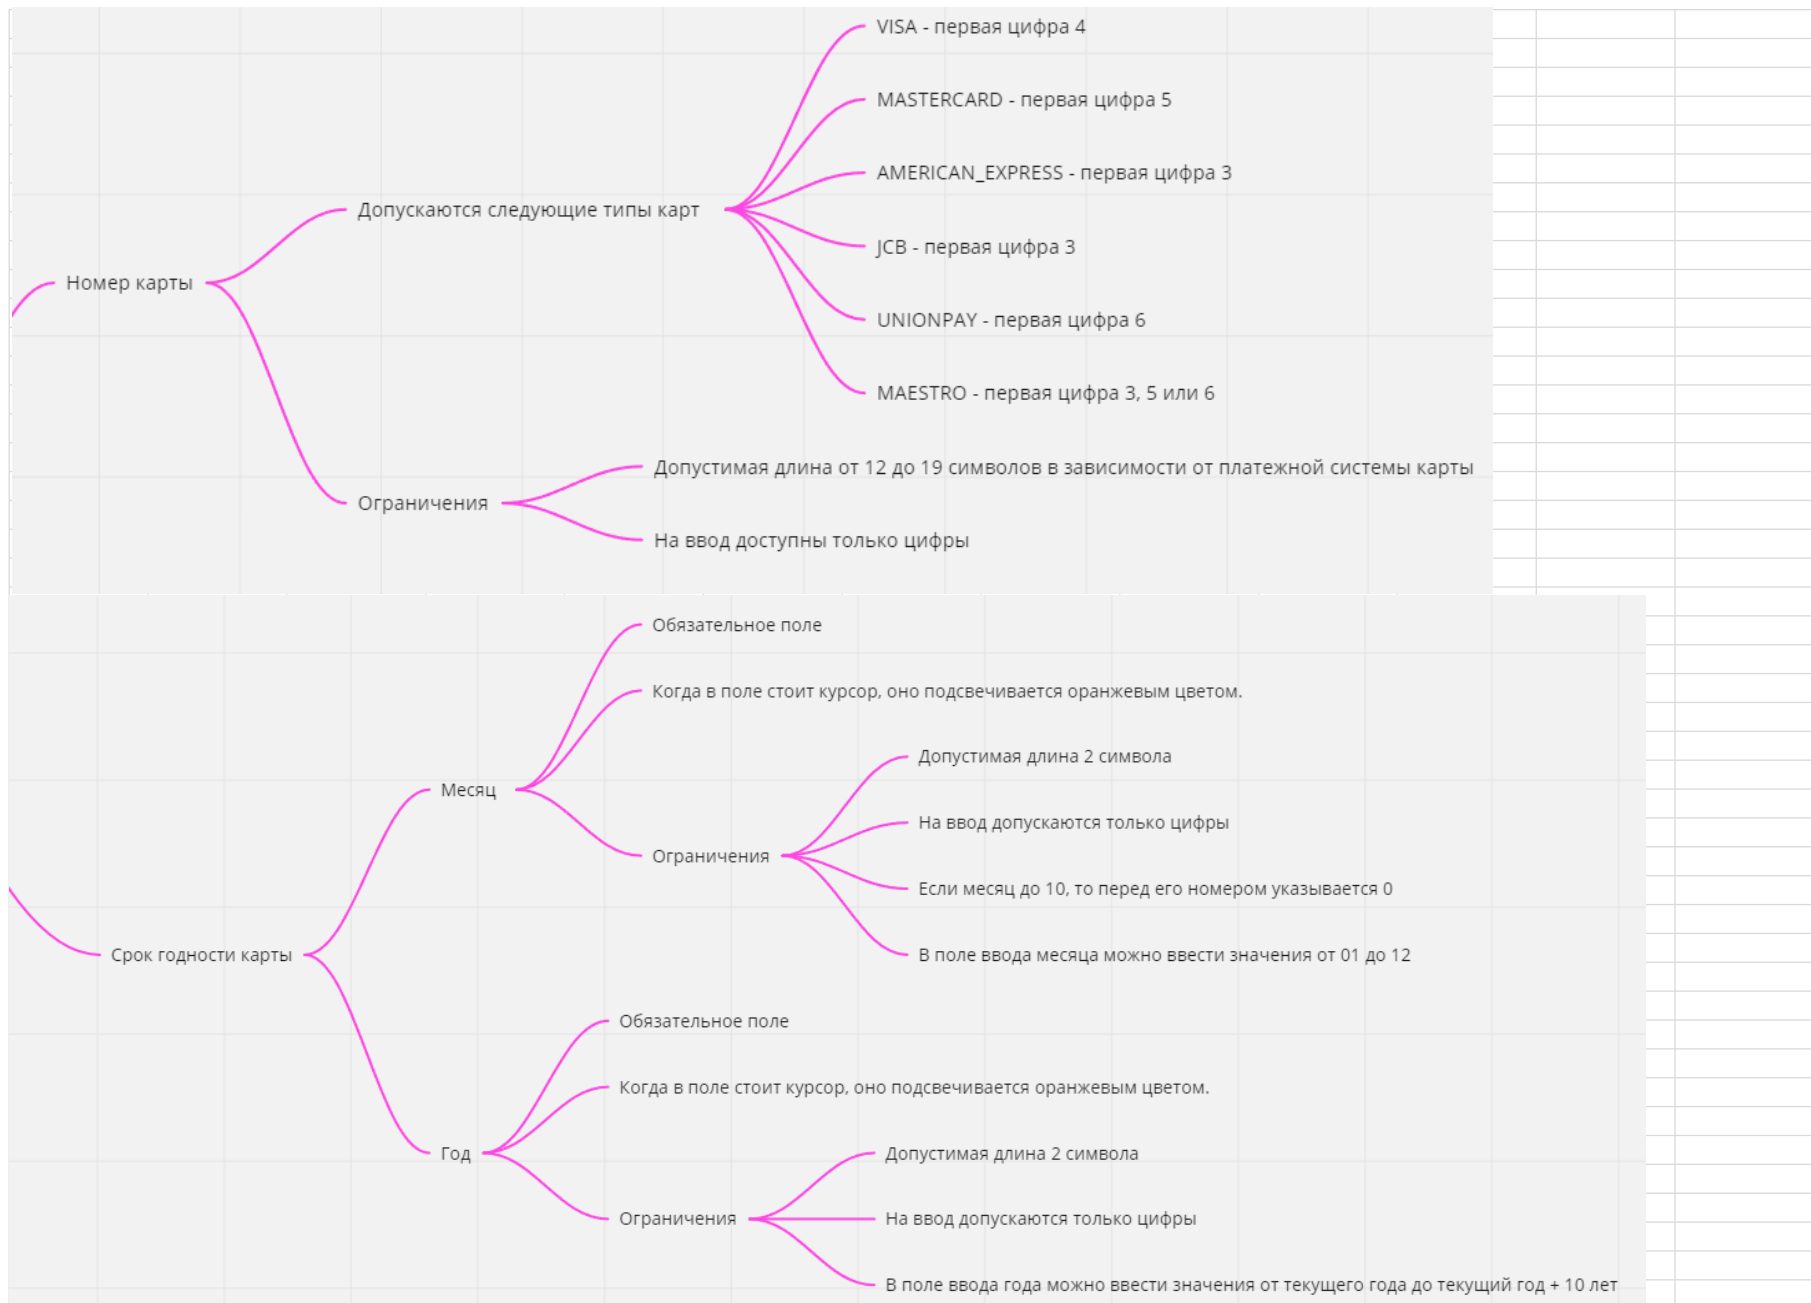 VISA - первая цифра 4
MASTERCARD - первая цифра 5
AMERICAN_EXPRESS - первая цифра 3
Допускаются следующие типы карт
JCB - первая цифра 3
Номер карты
UNIONPAY - первая цифра 6
MAESTRO - первая цифра 3, 5 или 6
Допустимая длина от 12 до 19 символов в зависимости от платежной системы карты
Ограничения
На ввод доступны только цифры
Обязательное поле
Когда в поле стоит курсор, оно подсвечивается оранжевым цветом.
Допустимая длина 2 символа
Месяц
На ввод допускаются только цифры
Ограничения
Если месяц до 10, то перед его номером указывается 0
Срок годности карты
В поле ввода месяца можно ввести значения от 01 до 12
Обязательное поле
Когда в поле стоит курсор, оно подсвечивается оранжевым цветом.
Год
Допустимая длина 2 символа
Ограничения
На ввод допускаются только цифры
В поле ввода года можно ввести значения от текущего года до текущий год + 10 лет